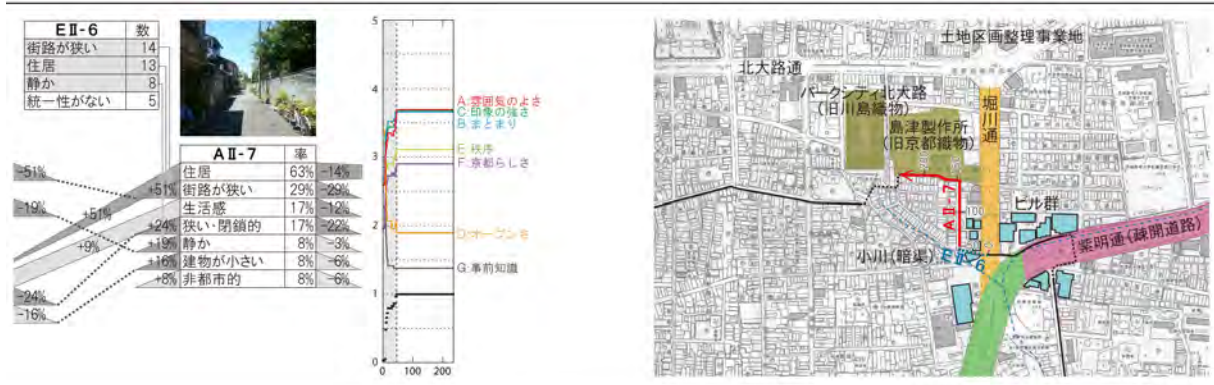 EⅡ-6 数
街路が狭い 14
住居 13
静か 8
統一性がない 5
AⅡ-7 率
住居 63% -14%
+51% 街路が狭い 29% -29%
生活感 17% -12%
+24% 狭い・閉鎖的 17% -22%
+19% 静か 8% -3%
+16% 建物が小さい 8% -6%
+8% 非都市的 8% -6%
-51%
-19%
+51%
+9%
-24%
-16%
5
4
3
2
1
0
0 100 200
A:雰囲気のよさ
C:印象の強さ
B:まとまり
E:秩序
F:京都らしさ
D:オープンさ
G:事前知識
土地区画整理事業地
北大路通
パークシティ北大路
(旧川島織物)
堀川通
島津製作所
(旧京都織物)
AⅡ-7
100
ビル群
紫明通(疎開道路)
小川(暗渠)
EⅡ-6